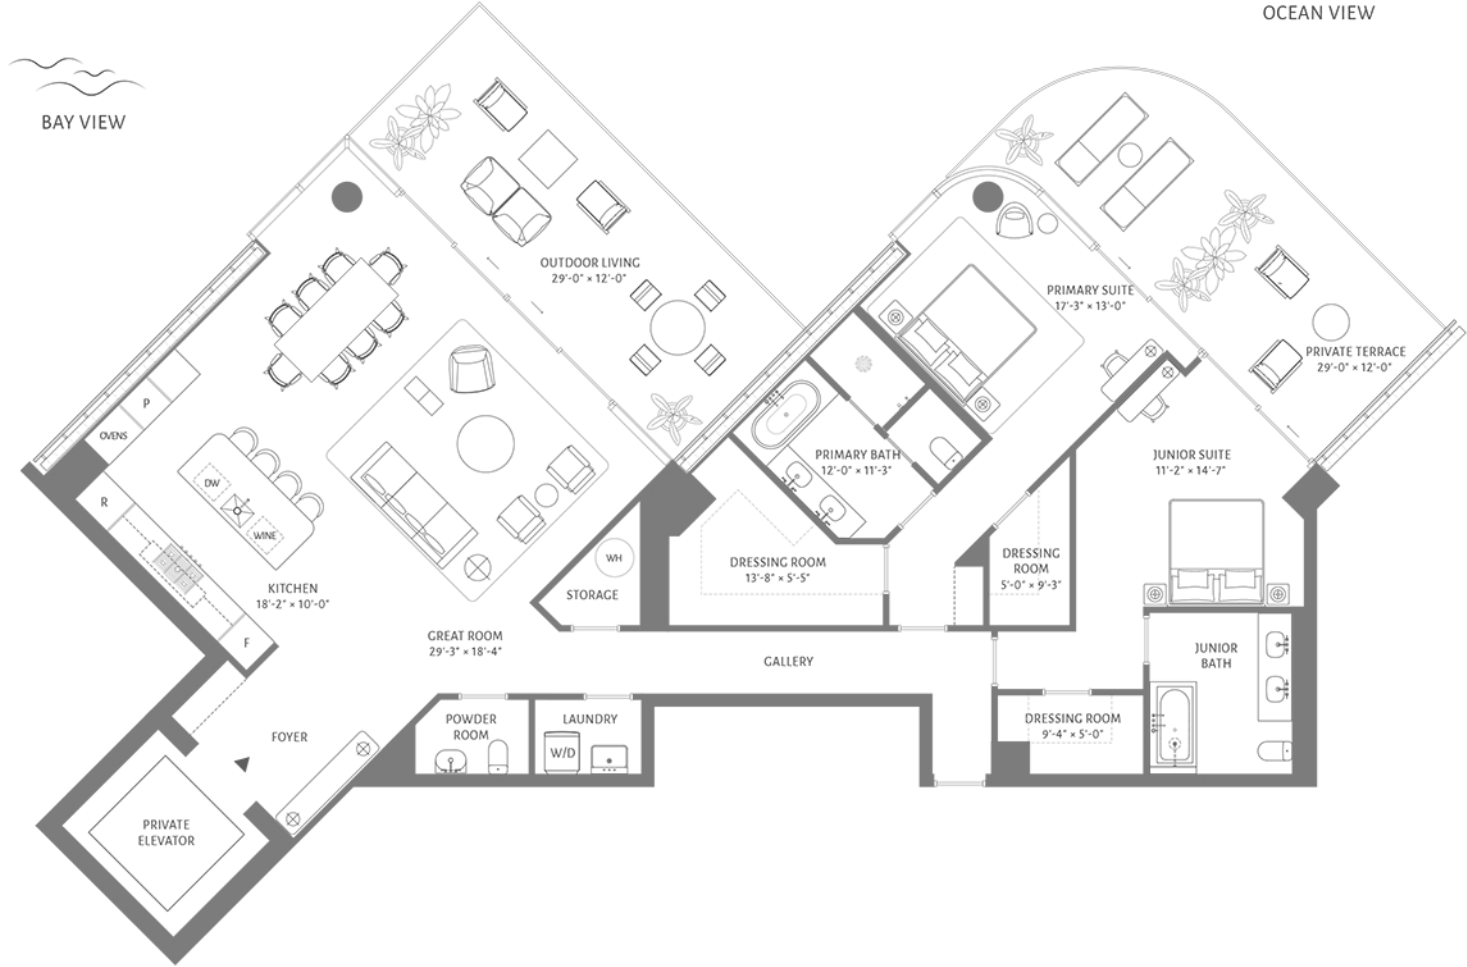 OCEAN VIEW
BAY VIEW
OUTDOOR LIVING
29'-0" × 12'-0"
PRIMARY SUITE
17'-3" × 13'-0"
PRIVATE TERRACE
29'-0" × 12'-0"
P
OVENS
R
DW
WINE
KITCHEN
18'-2" × 10'-0"
F
PRIMARY BATH
12'-0" × 11'-3"
JUNIOR SUITE
11'-2" × 14'-7"
DRESSING ROOM
13'-8" × 5'-5"
DRESSING
ROOM
5'-0" × 9'-3"
WH
STORAGE
GREAT ROOM
29'-3" × 18'-4"
GALLERY
JUNIOR
BATH
FOYER
POWDER
ROOM
LAUNDRY
W/D
DRESSING ROOM
9'-4" × 5'-0"
PRIVATE
ELEVATOR